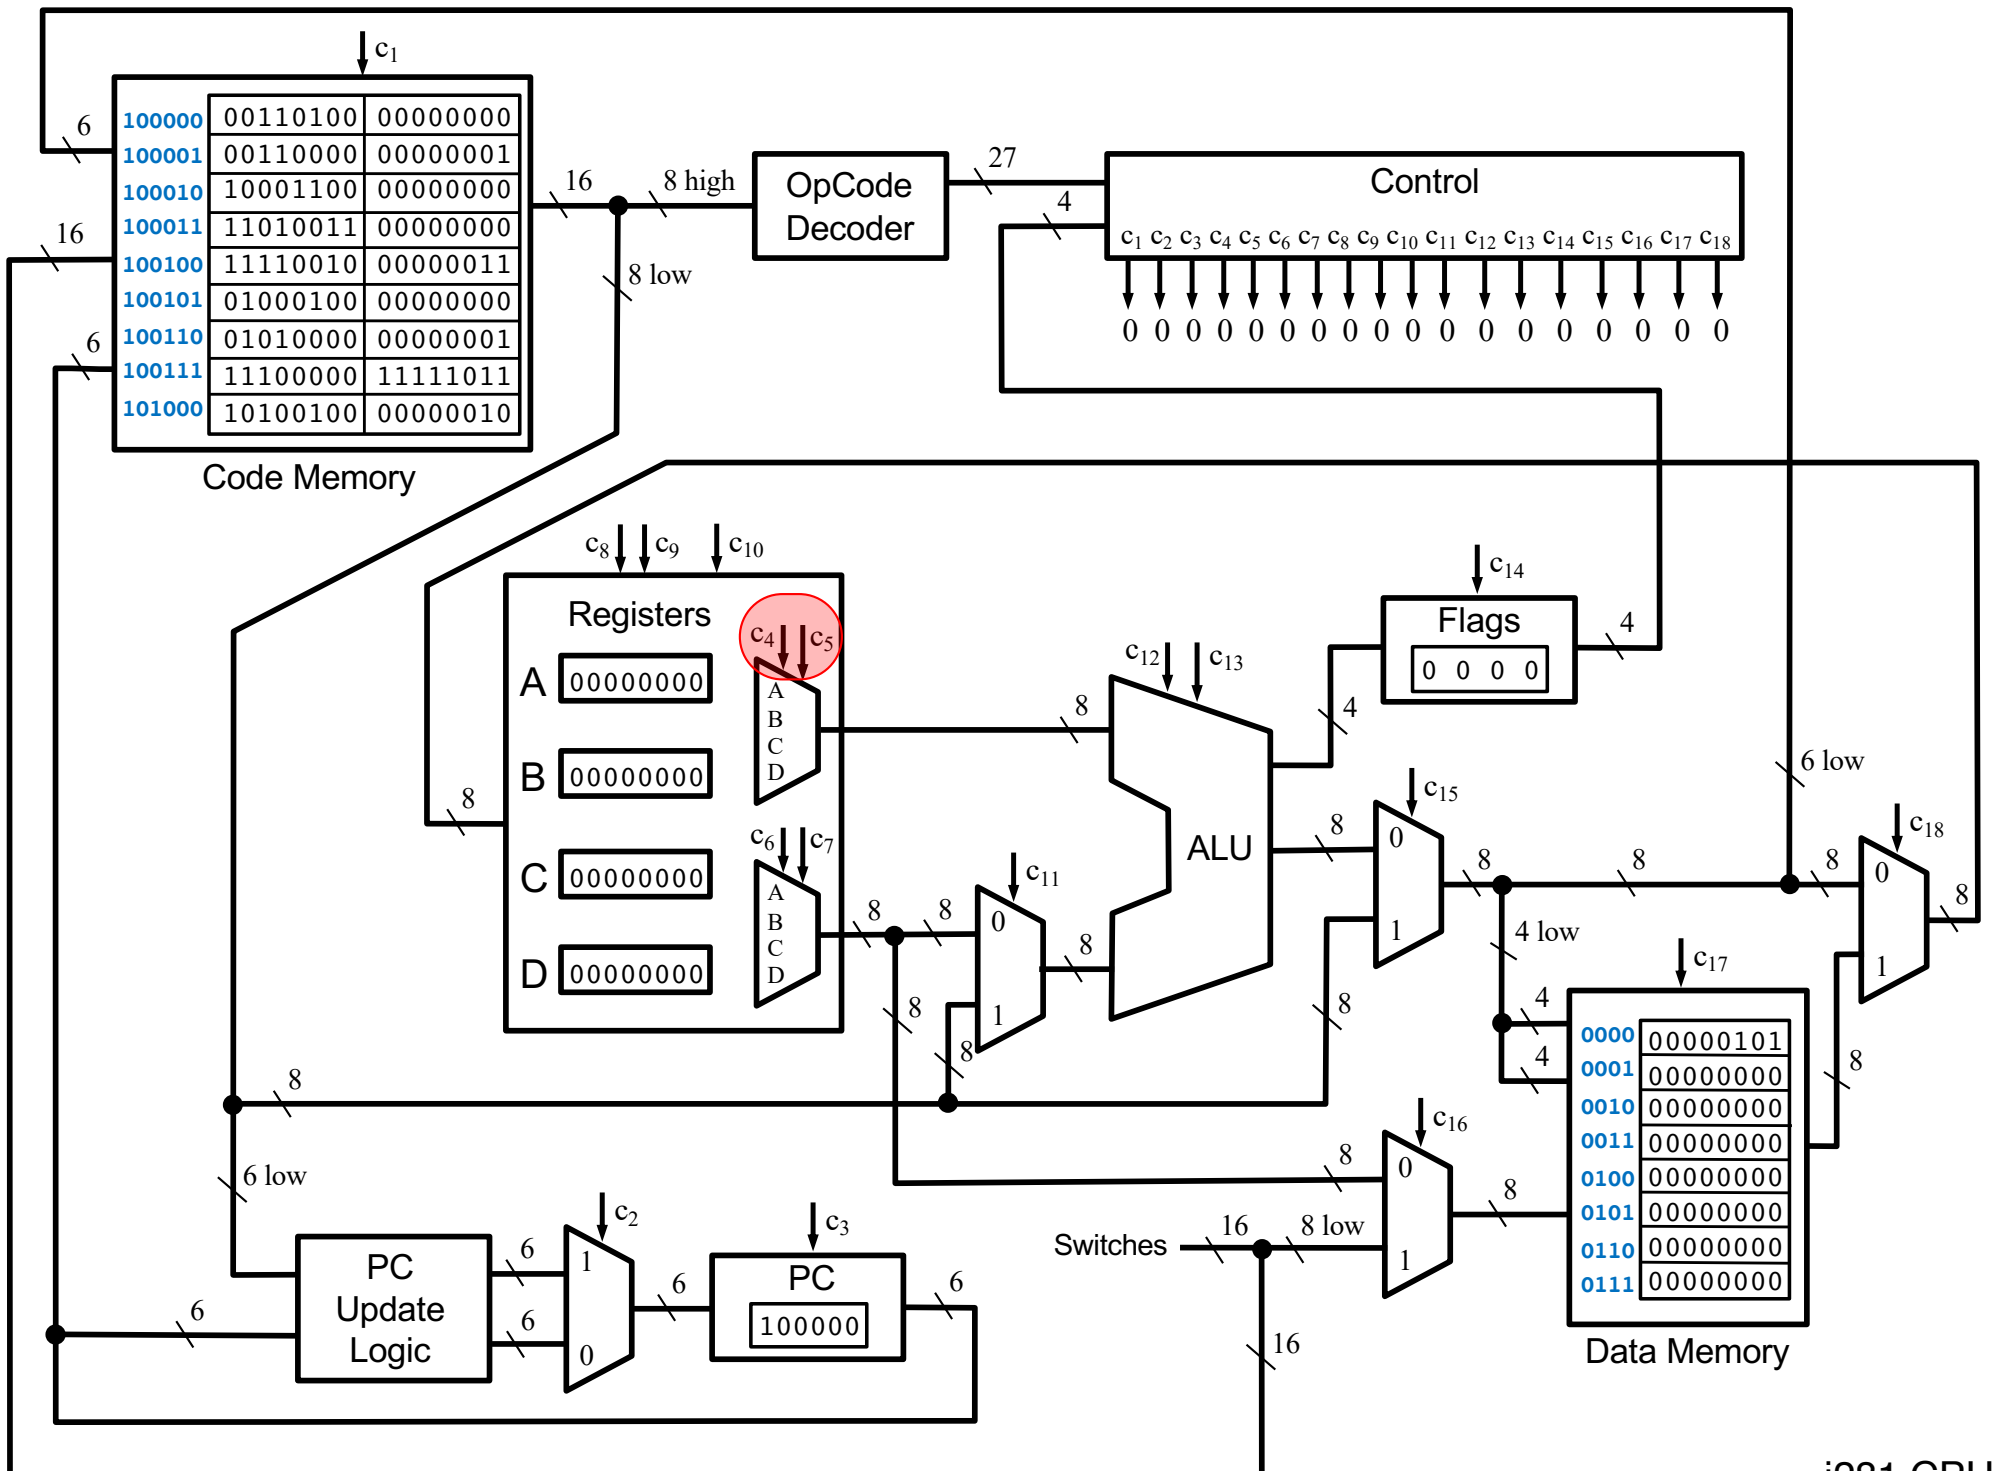 c1
6
100000 00110100 00000000
100001 00110000 00000001
100010 10001100 00000000
100011 11010011 00000000
100100 11110010 00000011
100101 01000100 00000000
100110 01010000 00000001
100111 11100000 11111011
101000 10100100 00000010
16
6
Code Memory
16
8 high
8 low
OpCode
Decoder
27
4
Control
c1 c2 c3 c4 c5 c6 c7 c8 c9 c10 c11 c12 c13 c14 c15 c16 c17 c18
0 0 0 0 0 0 0 0 0 0 0 0 0 0 0 0 0 0
c8 c9 c10
Registers
c4 c5
A 00000000
B 00000000
C 00000000
D 00000000
A
B
C
D
c6 c7
A
B
C
D
8
8
8
8
8
c11
0
1
8
8
c12 c13
ALU
8
4
c14
Flags
0 0 0 0
4
c15
0
1
8
8
8
8
6 low
8
c18
0
1
8
4 low
4
4
c17
0000 00000101
0001 00000000
0010 00000000
0011 00000000
0100 00000000
0101 00000000
0110 00000000
0111 00000000
Data Memory
8
8
c16
0
1
8
8
Switches
16
8 low
16
6 low
6
PC
Update
Logic
6
6
c2
1
0
6
c3
PC
100000
6